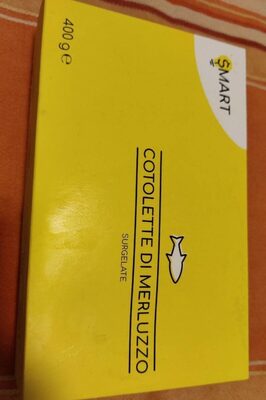 SMART
COTOLETTE DI MERLUZZO
SURGELATE
400 g e